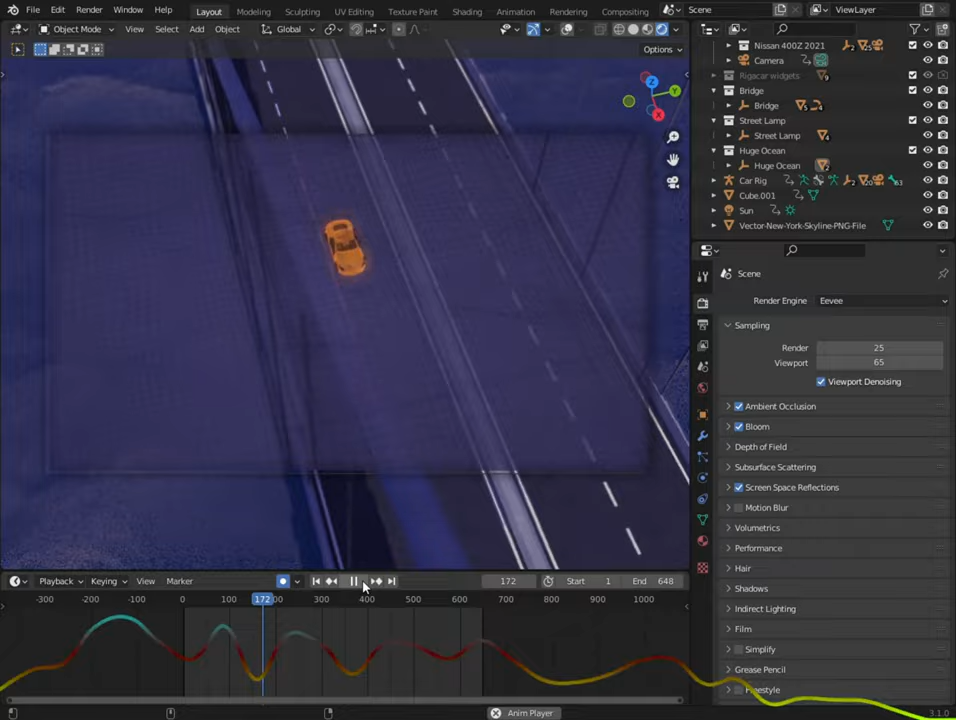 File Edit Render Window Help Layout Modeling Sculpting UV Editing Texture Paint Shading Animation Rendering Compositing Scene ViewLayer
Object Mode View Select Add Object Global
Options
Z
Y
X
Nissan 400Z 2021
Camera
Rigacar widgets
Bridge
Bridge
Street Lamp
Street Lamp
Huge Ocean
Huge Ocean
Car Rig
Cube.001
Sun
Vector-New-York-Skyline-PNG-File
Scene
Render Engine Eevee
Sampling
Render 25
Viewport 65
Viewport Denoising
Ambient Occlusion
Bloom
Depth of Field
Subsurface Scattering
Screen Space Reflections
Motion Blur
Volumetrics
Performance
Hair
Shadows
Indirect Lighting
Film
Simplify
Grease Pencil
Freestyle
Playback Keying View Marker 172 Start 1 End 648
-300 -200 -100 0 100 172 200 300 400 500 600 700 800 900 1000
Anim Player
3.1.0